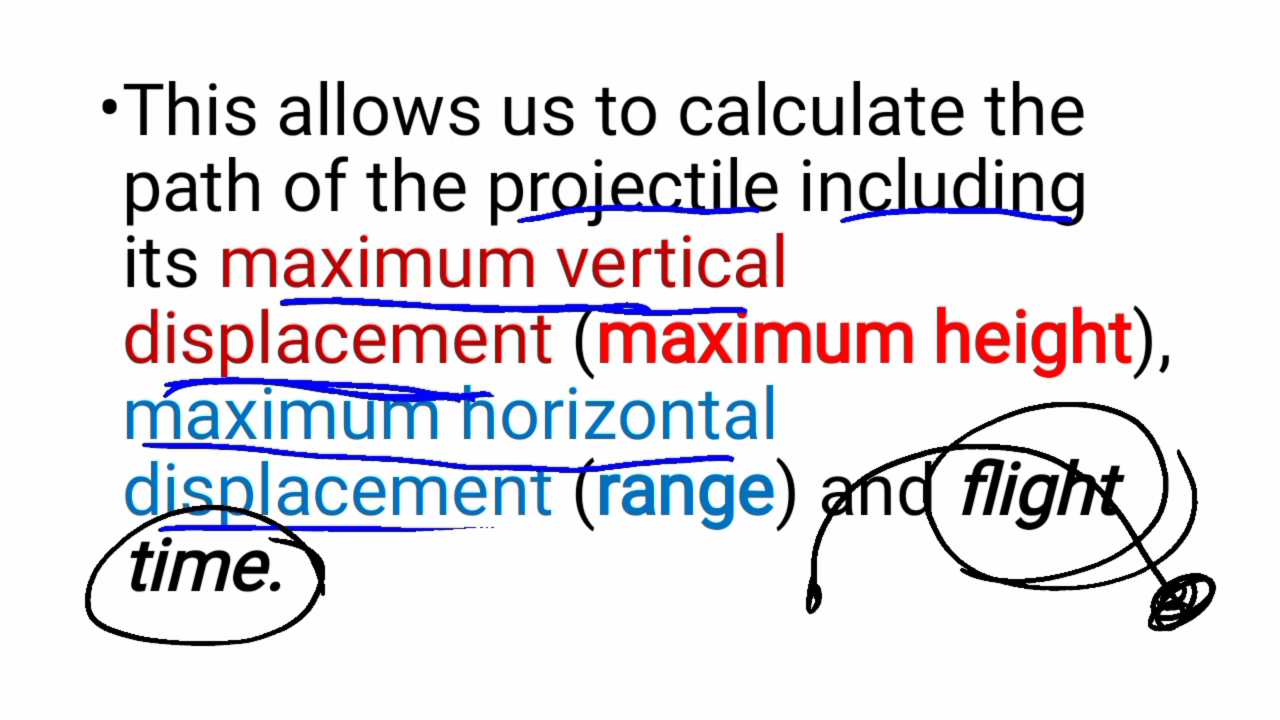 •This allows us to calculate the
path of the projectile including
its maximum vertical
displacement (maximum height),
maximum horizontal
displacement (range) and flight
time.